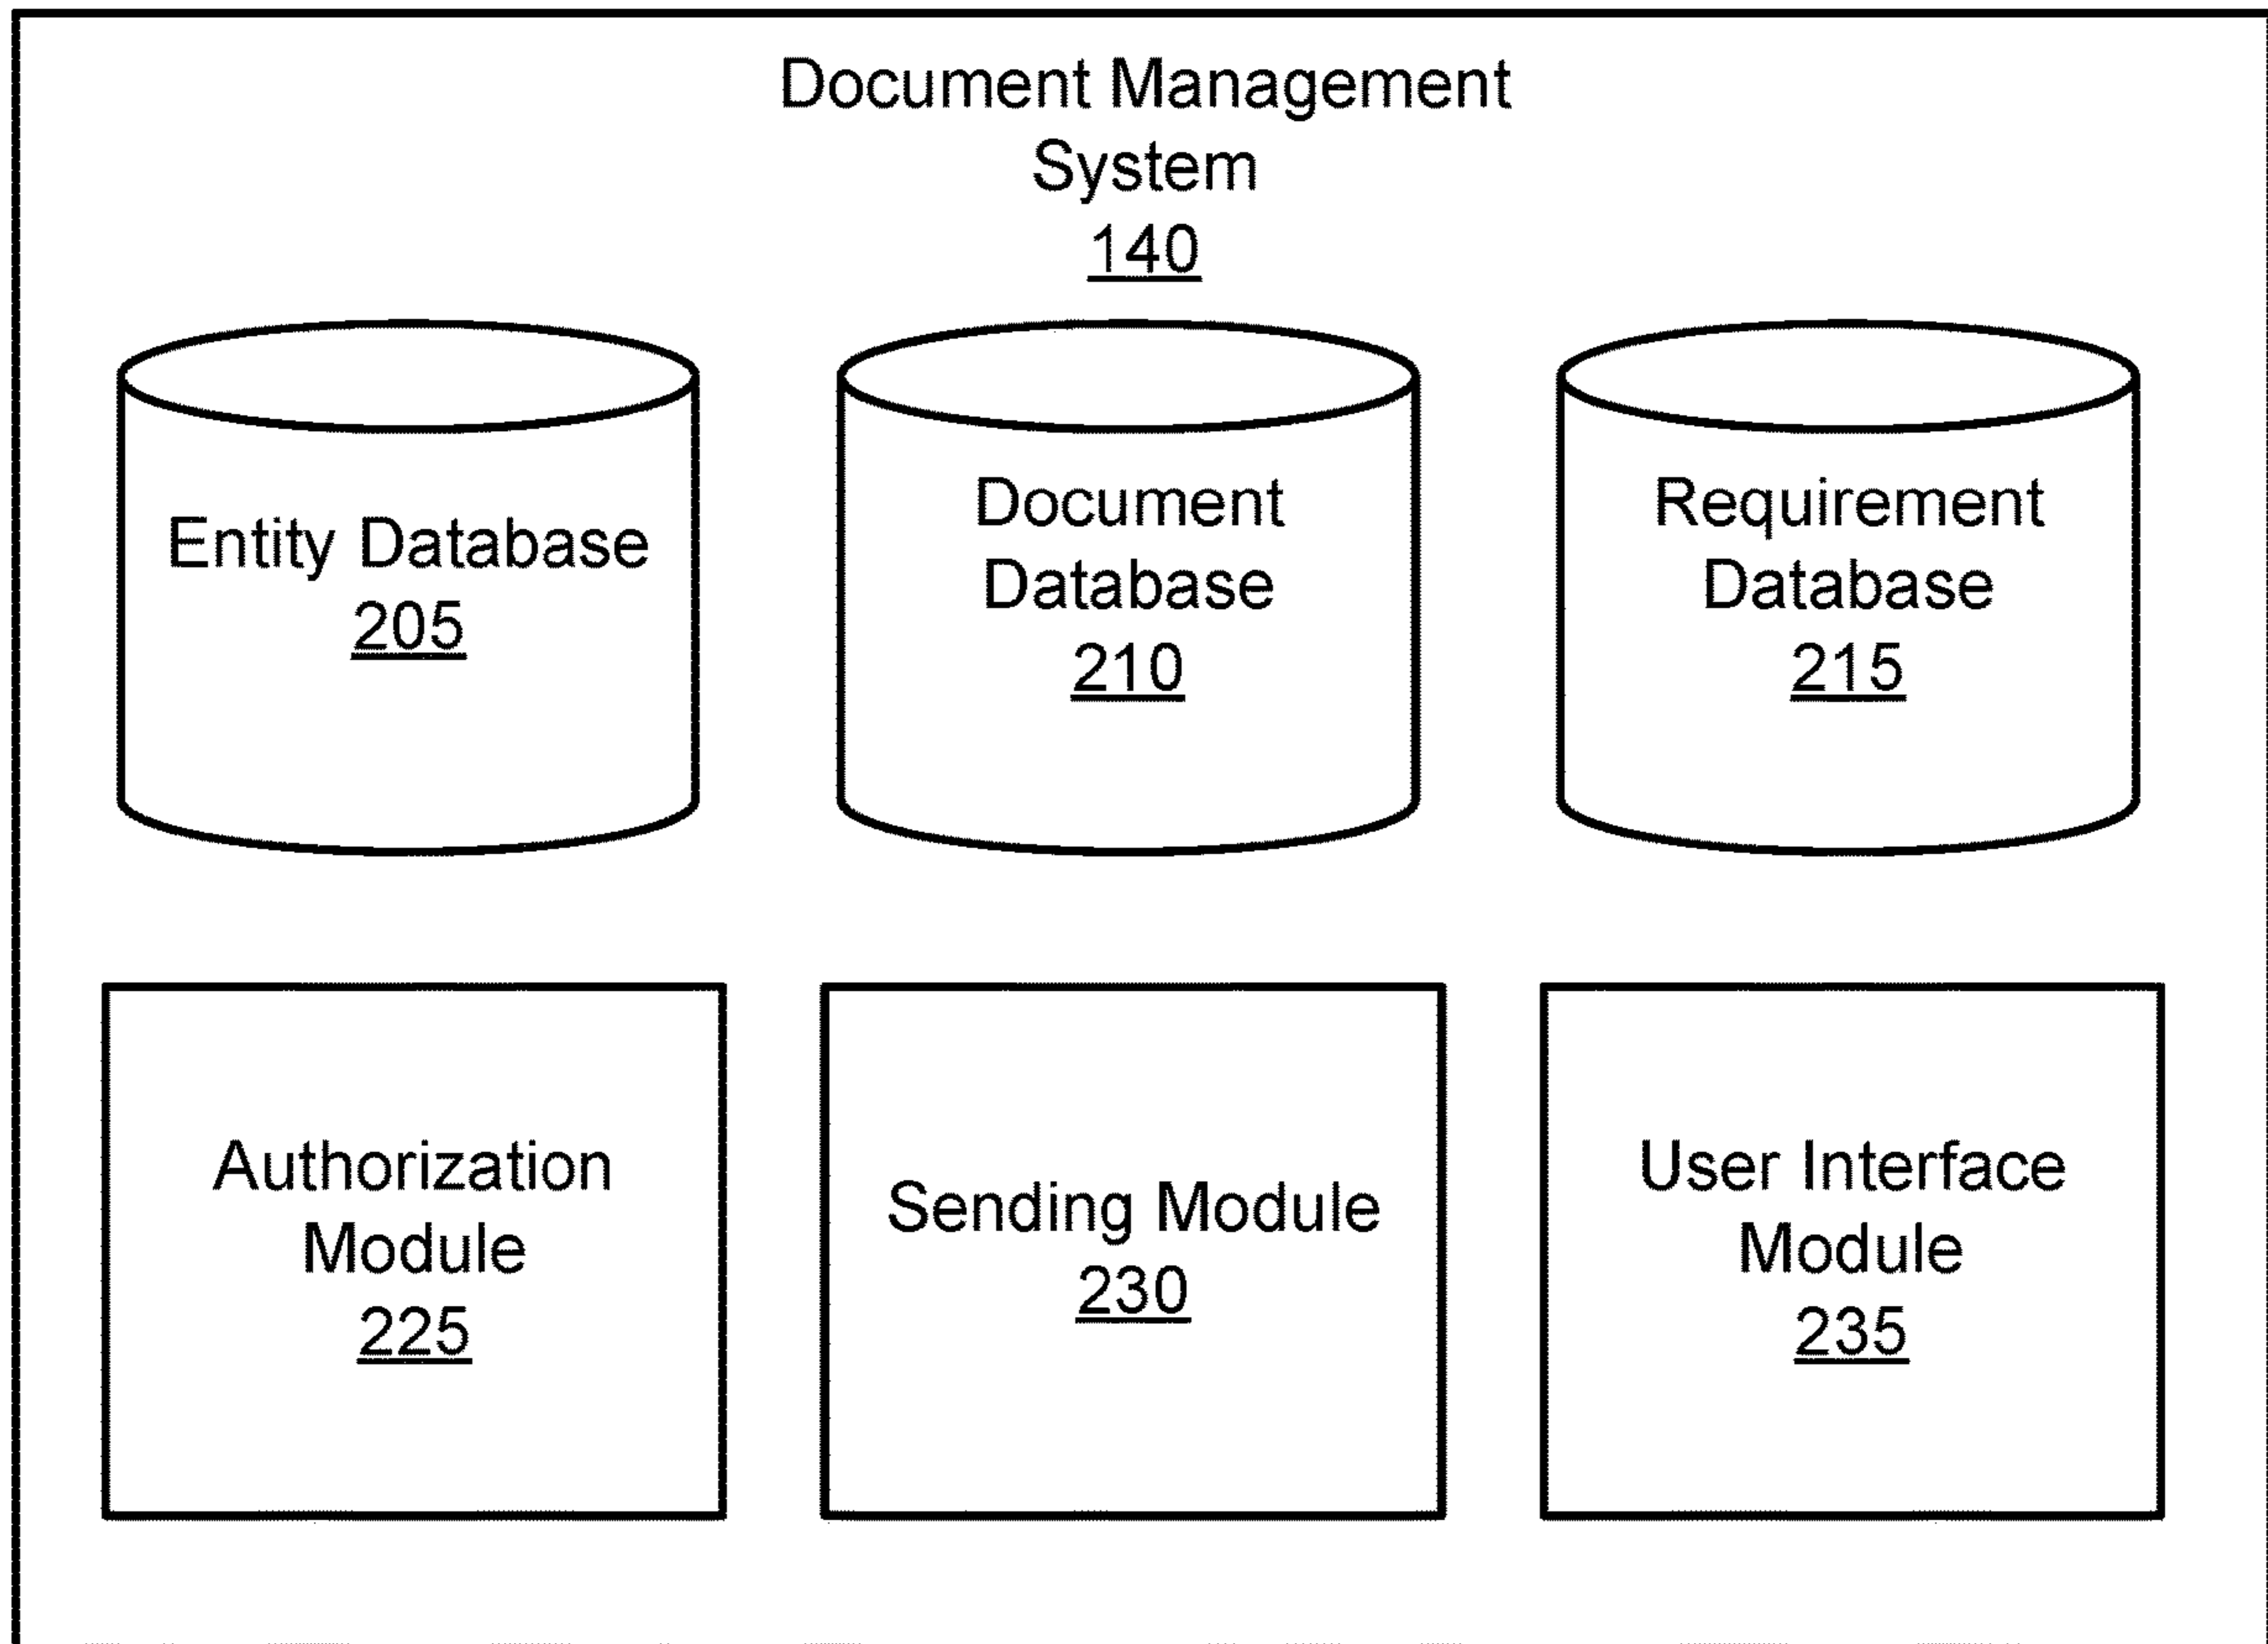 Document Management
System
140
Entity Database
205
Document
Database
210
Requirement
Database
215
Authorization
Module
225
Sending Module
230
User Interface
Module
235